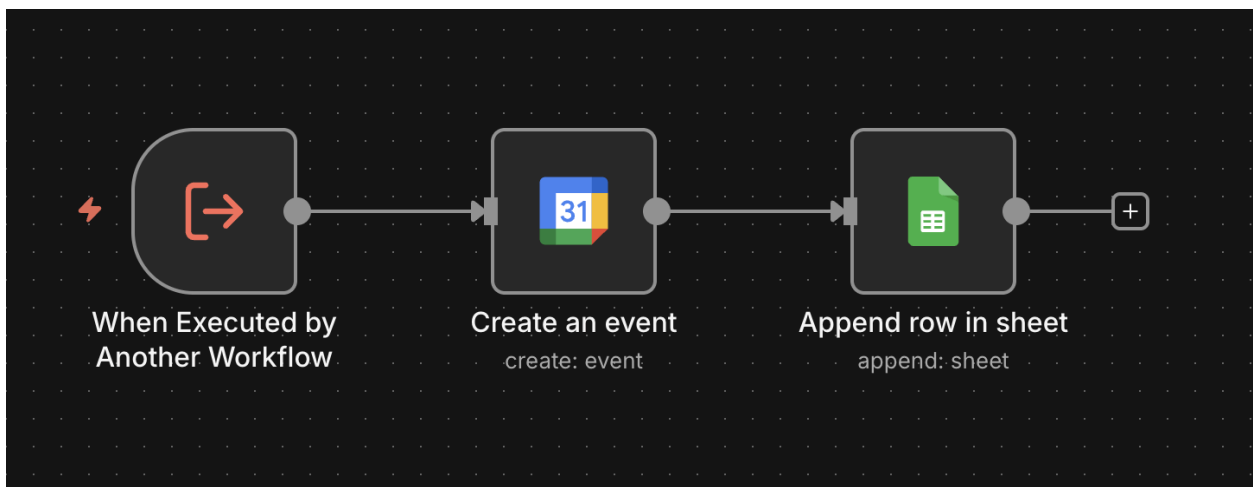 31
When Executed by
Another Workflow
Create an event
create: event
Append row in sheet
append: sheet